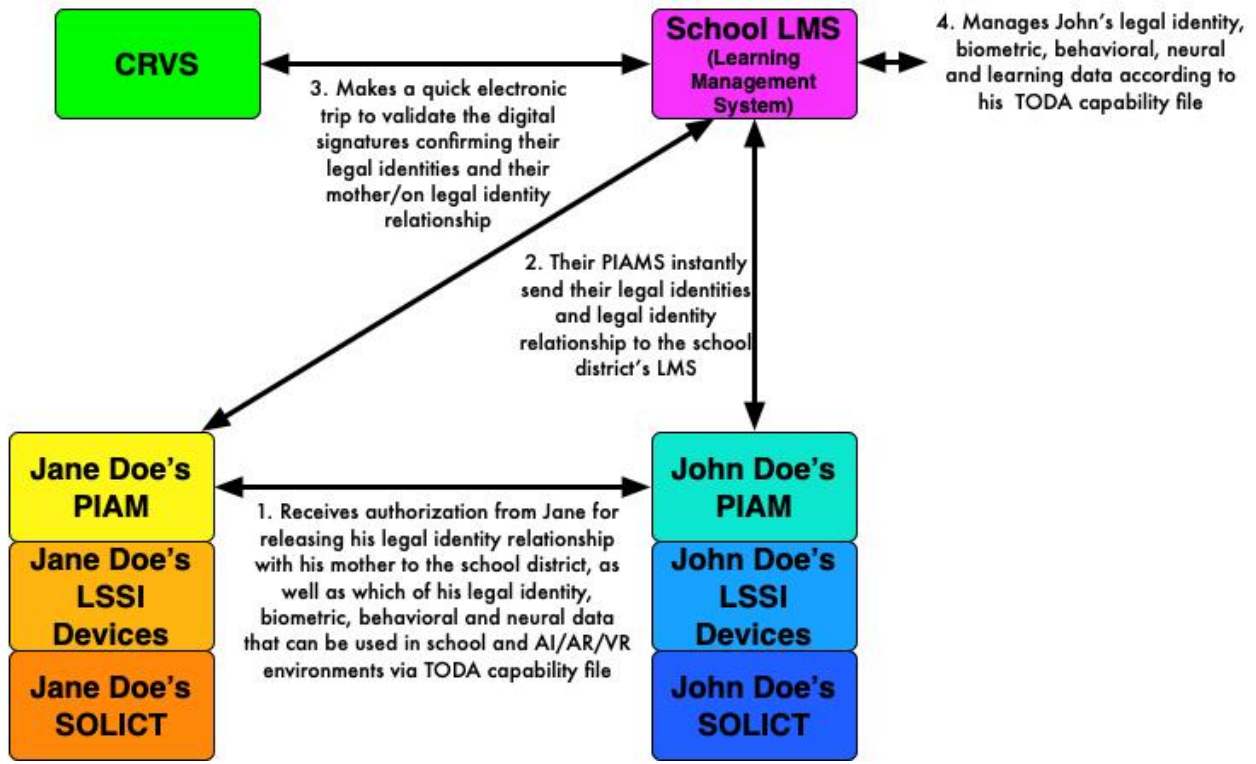 CRVS
School LMS
(Learning
Management
System)
4. Manages John's legal identity,
biometric, behavioral, neural
and learning data according to
his TODA capability file
3. Makes a quick electronic
trip to validate the digital
signatures confirming their
legal identities and their
mother/on legal identity
relationship
2. Their PIAMS instantly
send their legal identities
and legal identity
relationship to the school
district's LMS
Jane Doe's
PIAM
Jane Doe's
LSSI
Devices
Jane Doe's
SOLICT
1. Receives authorization from Jane for
releasing his legal identity relationship
with his mother to the school district, as
well as which of his legal identity,
biometric, behavioral and neural data
that can be used in school and AI/AR/VR
environments via TODA capability file
John Doe's
PIAM
John Doe's
LSSI
Devices
John Doe's
SOLICT